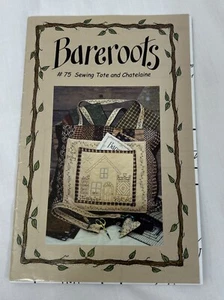 Bareroots
# 75 Sewing Tote and Chatelaine